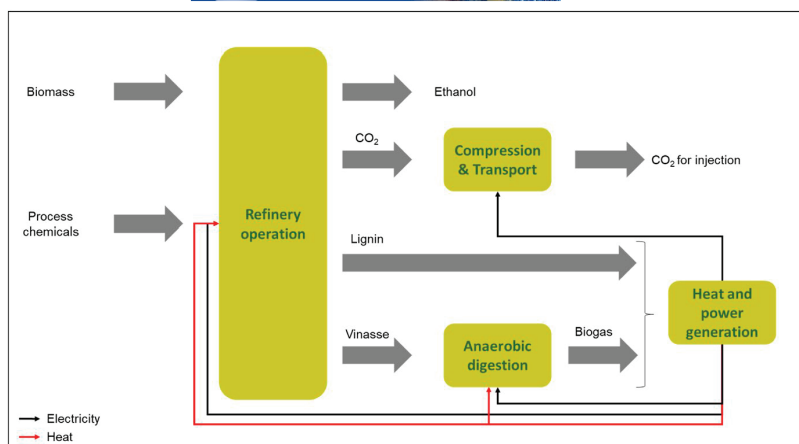 Biomass
Ethanol
CO₂
Compression
& Transport
CO₂ for injection
Process
chemicals
Refinery
operation
Lignin
Heat and
power
generation
Vinasse
Anaerobic
digestion
Biogas
Electricity
Heat